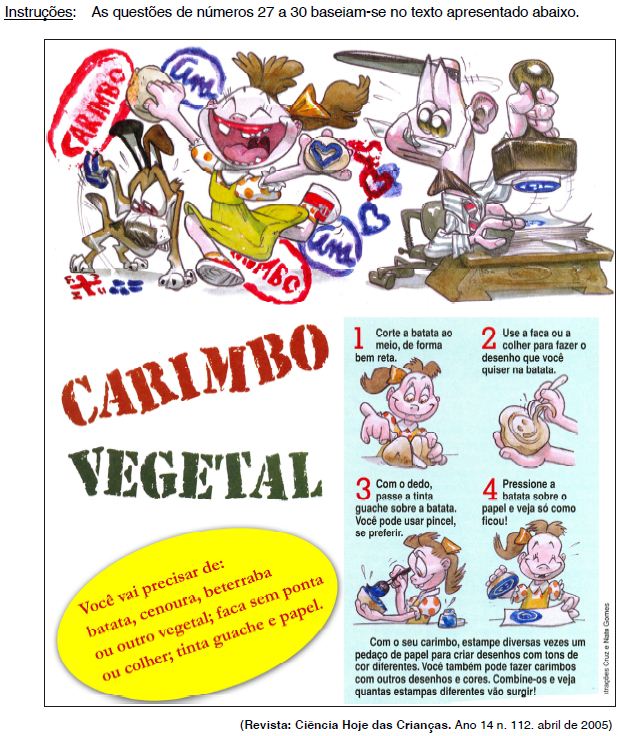 Instruções: As questões de números 27 a 30 baseiam-se no texto apresentado abaixo.
CARIMBO
CARIMBO
CARIMBO
VEGETAL
Você vai precisar de:
batata, cenoura, beterraba
ou outro vegetal; faca sem ponta
ou colher; tinta guache e papel.
1 Corte a batata ao
meio, de forma
bem reta.
2 Use a faca ou a
colher para fazer o
desenho que você
quiser na batata.
3 Com o dedo,
passe a tinta
guache sobre a batata.
Você pode usar pincel,
se preferir.
4 Pressione a
batata sobre o
papel e veja só como
ficou!
Com o seu carimbo, estampe diversas vezes um
pedaço de papel para criar desenhos com tons de
cor diferentes. Você também pode fazer carimbos
com outros desenhos e cores. Combine-os e veja
quantas estampas diferentes vão surgir!
Cruz e Nato Gomes
(Revista: Ciência Hoje das Crianças. Ano 14 n. 112. abril de 2005)